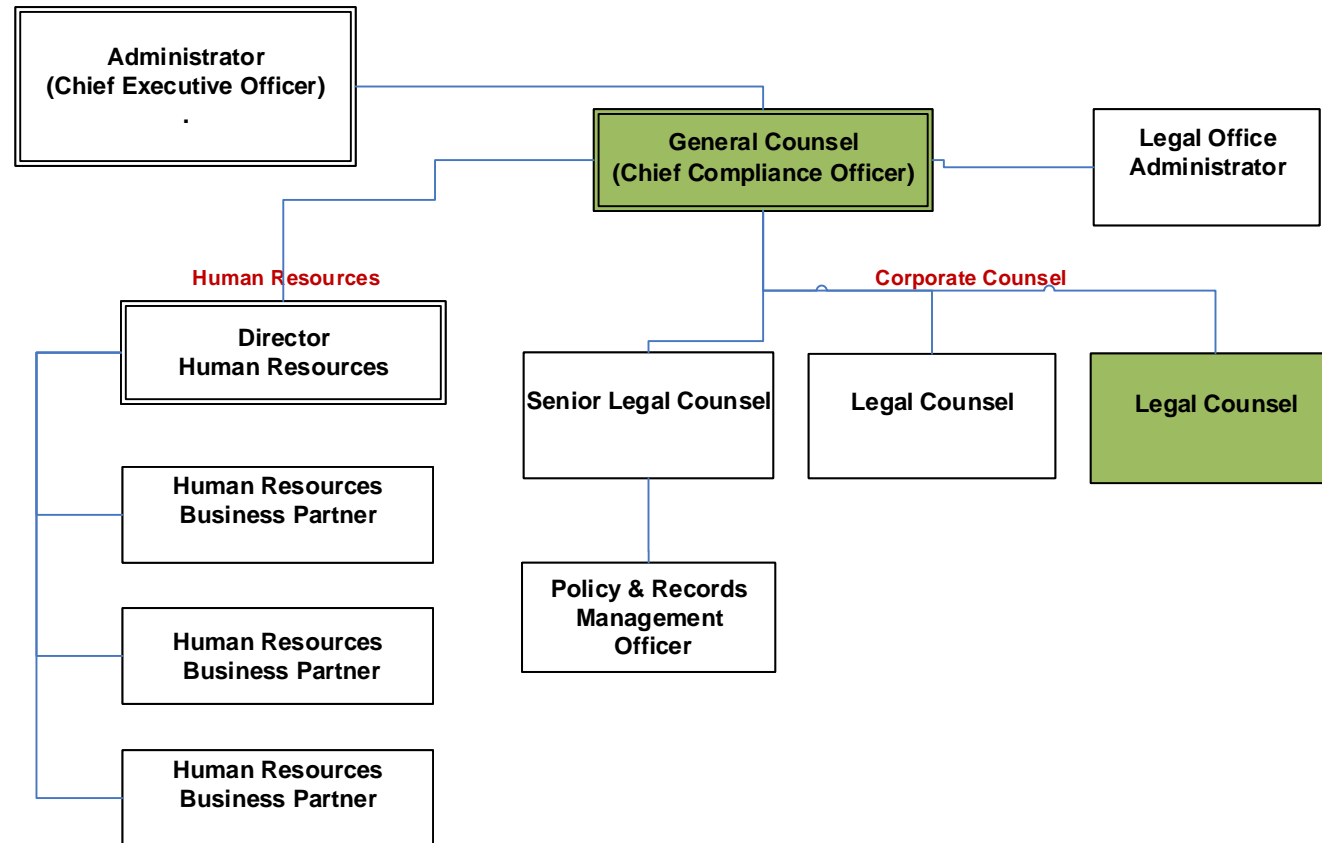 Administrator
(Chief Executive Officer)
.
General Counsel
(Chief Compliance Officer)
Legal Office
Administrator
Human Resources
Corporate Counsel
Director
Human Resources
Senior Legal Counsel
Legal Counsel
Legal Counsel
Human Resources
Business Partner
Policy & Records
Management
Officer
Human Resources
Business Partner
Human Resources
Business Partner